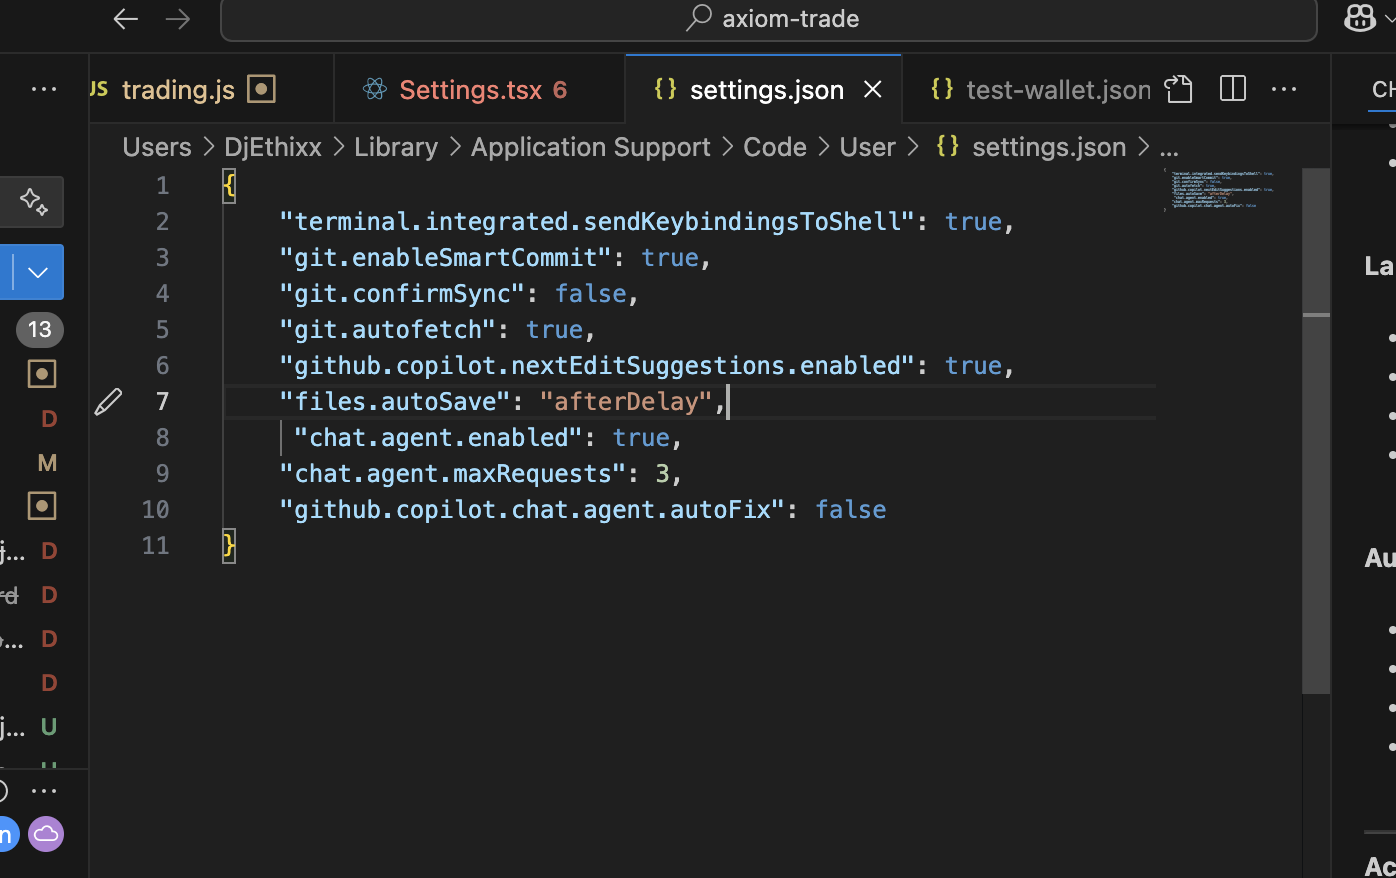 axiom-trade
JS trading.js
Settings.tsx 6
{} settings.json
{} test-wallet.json
CH
Users > DjEthixx > Library > Application Support > Code > User > {} settings.json > ...
1 {
2 "terminal.integrated.sendKeybindingsToShell": true,
3 "git.enableSmartCommit": true,
4 "git.confirmSync": false,
5 "git.autofetch": true,
6 "github.copilot.nextEditSuggestions.enabled": true,
7 "files.autoSave": "afterDelay",
8 "chat.agent.enabled": true,
9 "chat.agent.maxRequests": 3,
10 "github.copilot.chat.agent.autoFix": false
11 }
13
D
M
j... D
rd D
... D
D
j... U
U
n
La
Au
Ac